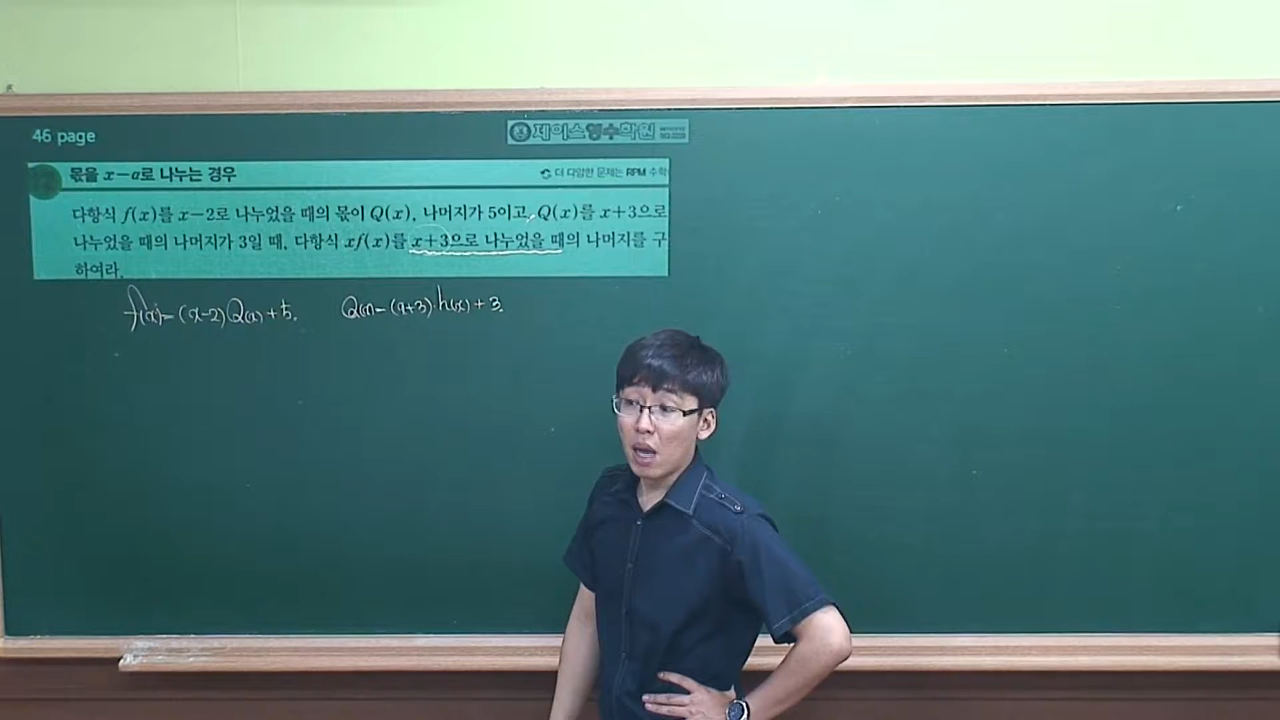 46 page
제이스영수학원
몫을 x-a로 나누는 경우
더 다양한 문제는 RPM 수학
다항식 f(x)를 x-2로 나누었을 때의 몫이 Q(x), 나머지가 5이고, Q(x)를 x+3으로
나누었을 때의 나머지가 3일 때, 다항식 xf(x)를 x+3으로 나누었을 때의 나머지를 구
하여라.
f(x)=(x-2)Q(x)+5. Q(x)=(x+3)·h(x)+3.